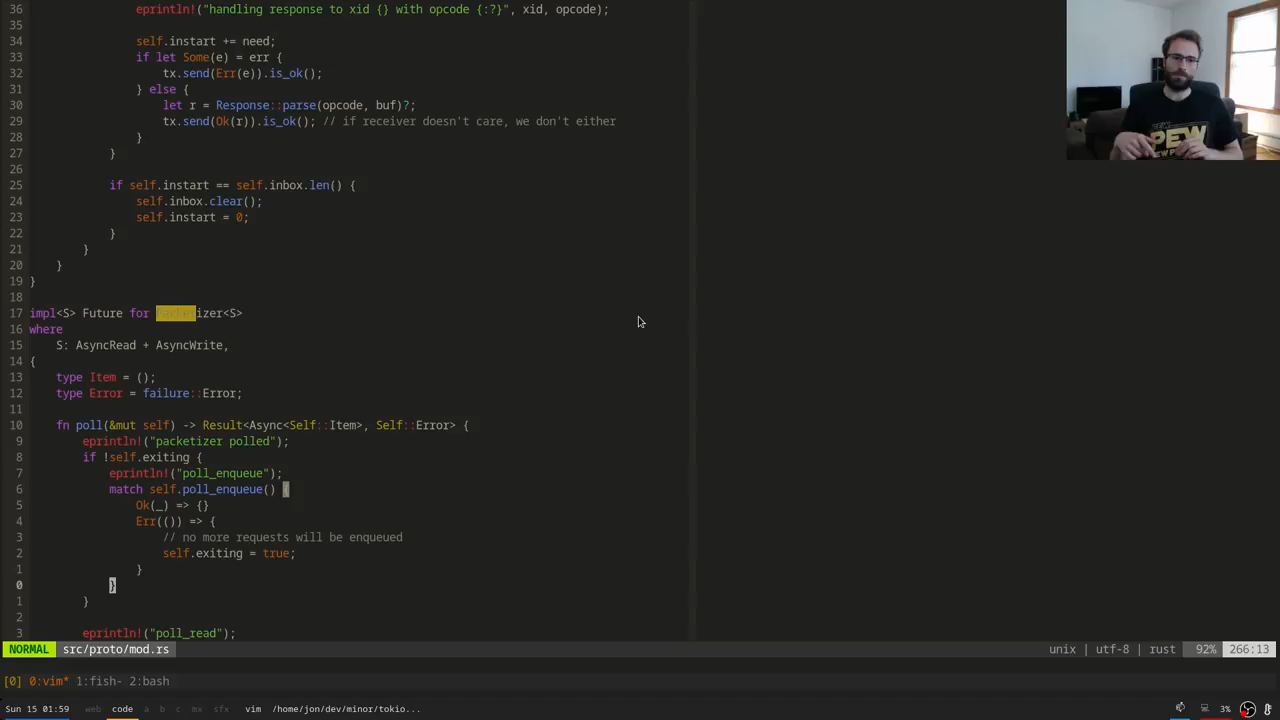 36                 eprintln!("handling response to xid {} with opcode {:?}", xid, opcode);
35
34                 self.instart += need;
33                 if let Some(e) = err {
32                     tx.send(Err(e)).is_ok();
31                 } else {
30                     let r = Response::parse(opcode, buf)?;
29                     tx.send(Ok(r)).is_ok(); // if receiver doesn't care, we don't either
28                 }
27             }
26
25             if self.instart == self.inbox.len() {
24                 self.inbox.clear();
23                 self.instart = 0;
22             }
21         }
20     }
19 }
18
17 impl<S> Future for Packetizer<S>
16 where
15     S: AsyncRead + AsyncWrite,
14 {
13     type Item = ();
12     type Error = failure::Error;
11
10     fn poll(&mut self) -> Result<Async<Self::Item>, Self::Error> {
9         eprintln!("packetizer polled");
8         if !self.exiting {
7             eprintln!("poll_enqueue");
6             match self.poll_enqueue() {
5                 Ok(_) => {}
4                 Err(()) => {
3                     // no more requests will be enqueued
2                     self.exiting = true;
1                 }
0             }
1         }
2
3         eprintln!("poll_read");
NORMAL src/proto/mod.rs unix | utf-8 | rust 92% 266:13
[0] 0:vim* 1:fish- 2:bash
Sun 15 01:59 web code a b c mx sfx vim /home/jon/dev/minor/tokio... 3%
PEW